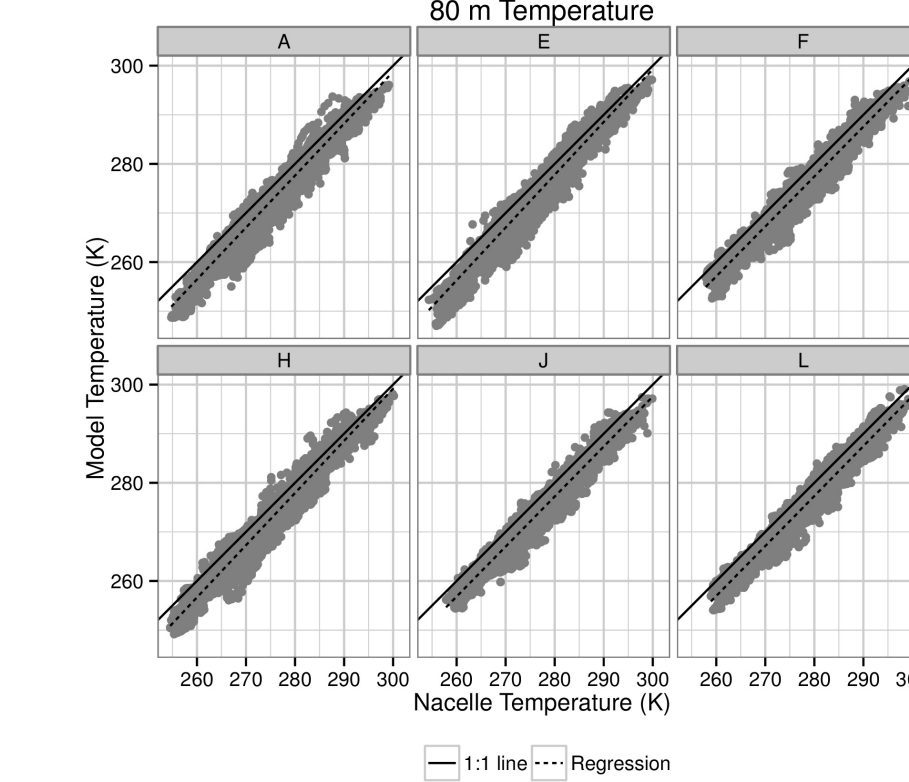 80 m Temperature
A E F
300
280
260
H J L
300
280
260
Model Temperature (K)
260 270 280 290 300 260 270 280 290 300 260 270 280 290
Nacelle Temperature (K)
1:1 line Regression